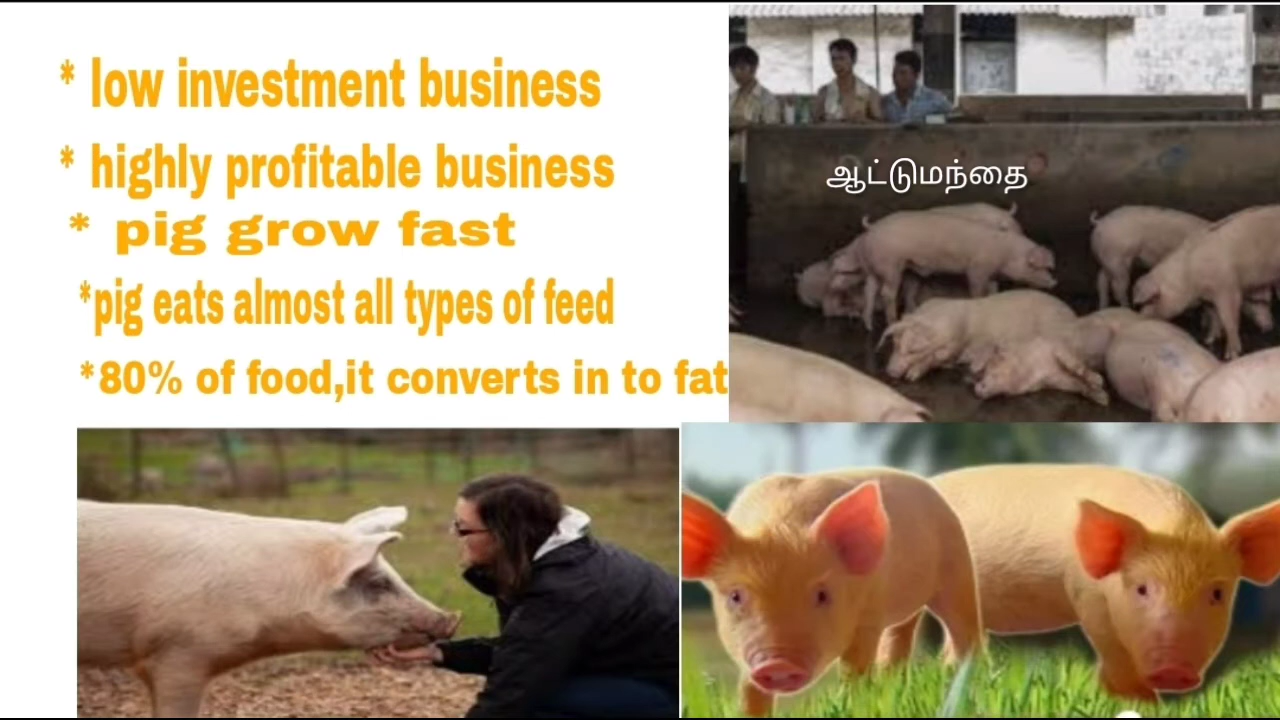 * low investment business
* highly profitable business
* pig grow fast
*pig eats almost all types of feed
*80% of food,it converts in to fat
ஆட்டுமந்தை